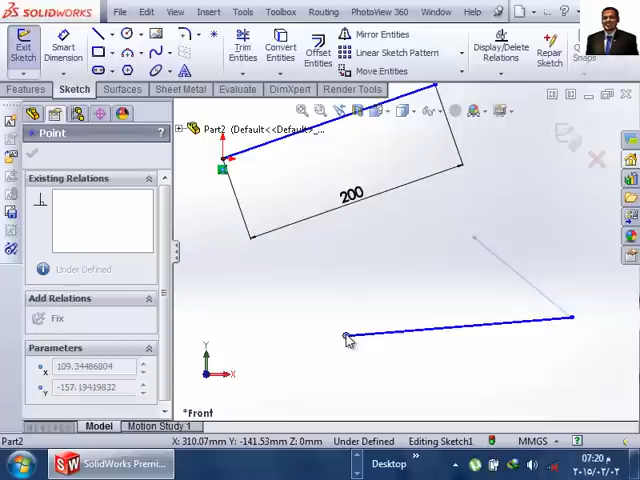 SOLIDWORKS File Edit View Insert Tools Routing PhotoView 360 Window Help
Exit Sketch
Smart Dimension
Trim Entities
Convert Entities
Offset Entities
Mirror Entities
Linear Sketch Pattern
Move Entities
Display/Delete Relations
Repair Sketch
Quick Snaps
Features Sketch Surfaces Sheet Metal Evaluate DimXpert Render Tools
Point ?
Part2 (Default<<Default>_...
Existing Relations
Under Defined
Add Relations
Fix
Parameters
X 109.34486804
Y -157.19419832
200
Y
X
*Front
Model Motion Study 1
Part2 X: 310.07mm Y: -141.53mm Z: 0mm Under Defined Editing Sketch1 MMGS
SolidWorks Premi...
Desktop
07:20 م
٢٠١٥/٠٢/٠٢